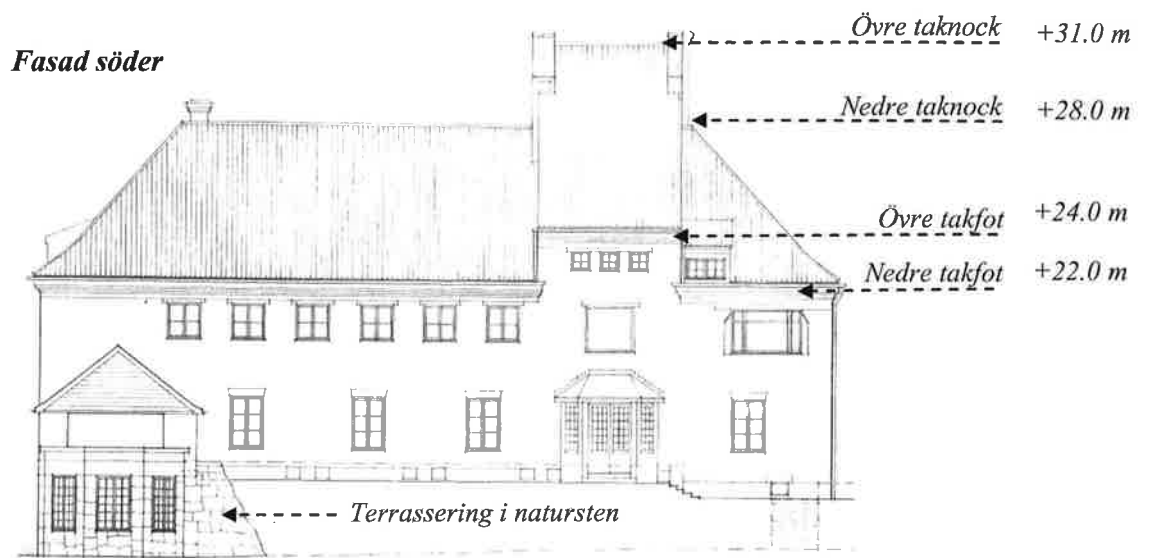 Övre taknock +31.0 m
Fasad söder
Nedre taknock +28.0 m
Övre takfot +24.0 m
Nedre takfot +22.0 m
Terrassering i natursten